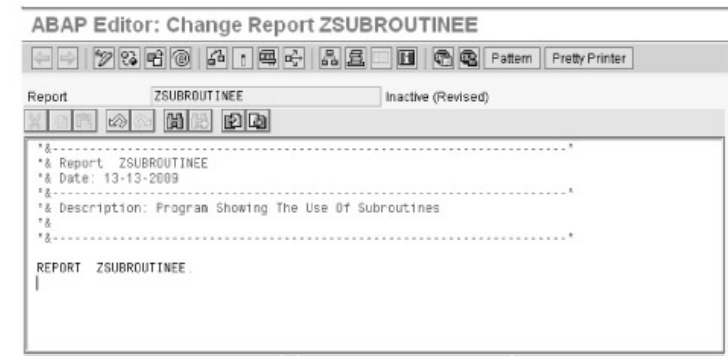 ABAP Editor: Change Report ZSUBROUTINEE
Pattern Pretty Printer
Report ZSUBROUTINEE Inactive (Revised)
*&---------------------------------------------------------------------*
*& Report ZSUBROUTINEE
*& Date: 13-13-2009
*&---------------------------------------------------------------------*
*& Description: Program Showing The Use Of Subroutines
*&
*&---------------------------------------------------------------------*
REPORT ZSUBROUTINEE.